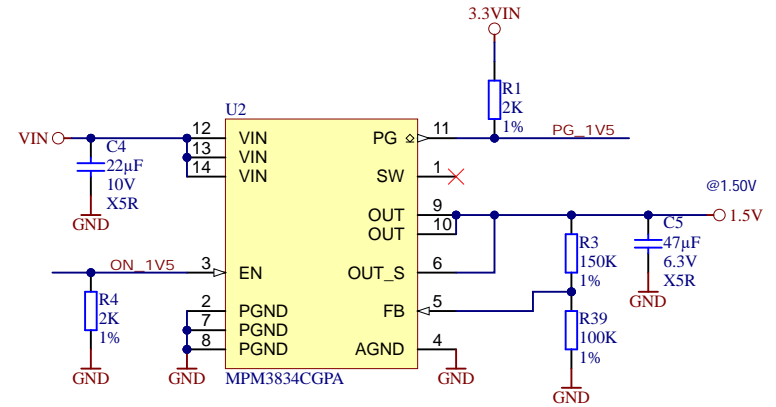 3.3VIN
R1
2K
1%
U2
VIN
12
VIN
13
VIN
14
VIN
C4
22µF
10V
X5R
GND
PG
11
PG_1V5
SW
1
@1.50V
OUT
9
OUT
10
1.5V
C5
47µF
6.3V
X5R
GND
R3
150K
1%
ON_1V5
3
EN
OUT_S
6
R4
2K
1%
GND
2
PGND
7
PGND
8
PGND
FB
5
R39
100K
1%
AGND
4
GND
GND
GND
MPM3834CGPA